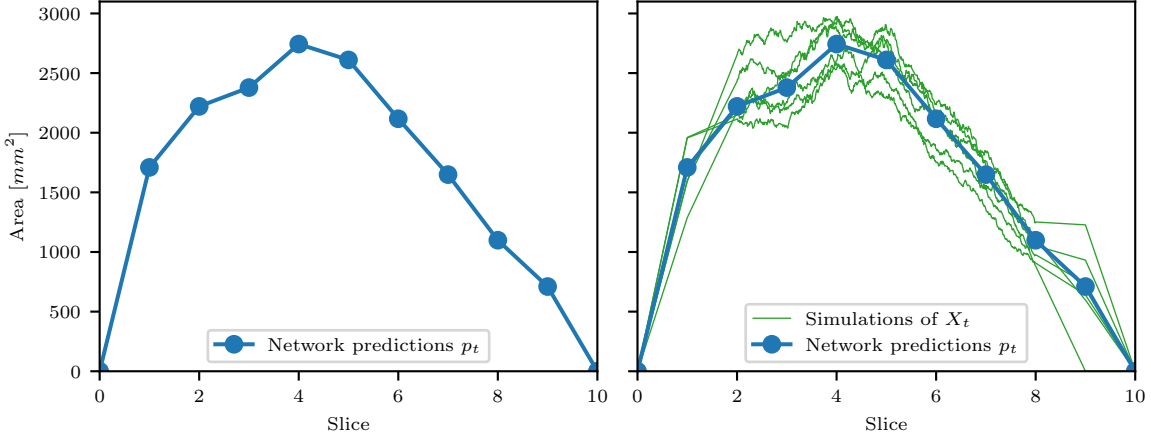 Area [mm²]
3000
2500
2000
1500
1000
500
0
0 2 4 6 8 10
Slice
Network predictions pₜ
0 2 4 6 8 10
Slice
Simulations of Xₜ
Network predictions pₜ